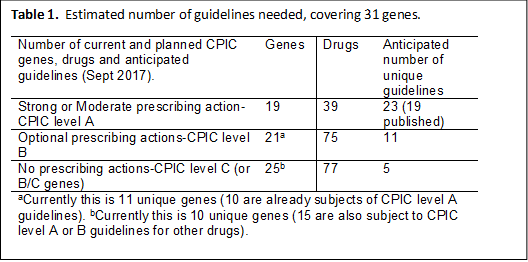 Table 1. Estimated number of guidelines needed, covering 31 genes.
Number of current and planned CPIC genes, drugs and anticipated guidelines (Sept 2017). Genes Drugs Anticipated number of unique guidelines
Strong or Moderate prescribing action- CPIC level A 19 39 23 (19 published)
Optional prescribing actions-CPIC level B 21ᵃ 75 11
No prescribing actions-CPIC level C (or B/C genes) 25ᵇ 77 5
ᵃCurrently this is 11 unique genes (10 are already subjects of CPIC level A
guidelines). ᵇCurrently this is 10 unique genes (15 are also subject to CPIC
level A or B guidelines for other drugs).